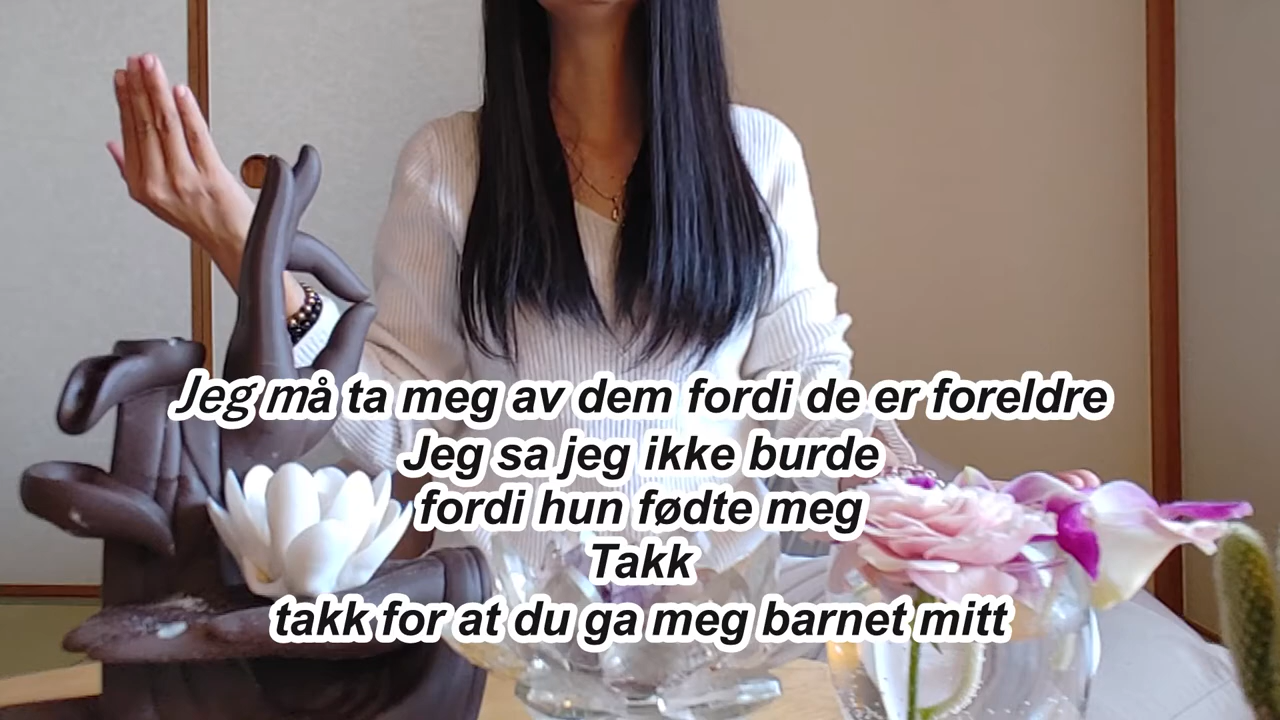 Jeg må ta meg av dem fordi de er foreldre
Jeg sa jeg ikke burde
fordi hun fødte meg
Takk
takk for at du ga meg barnet mitt